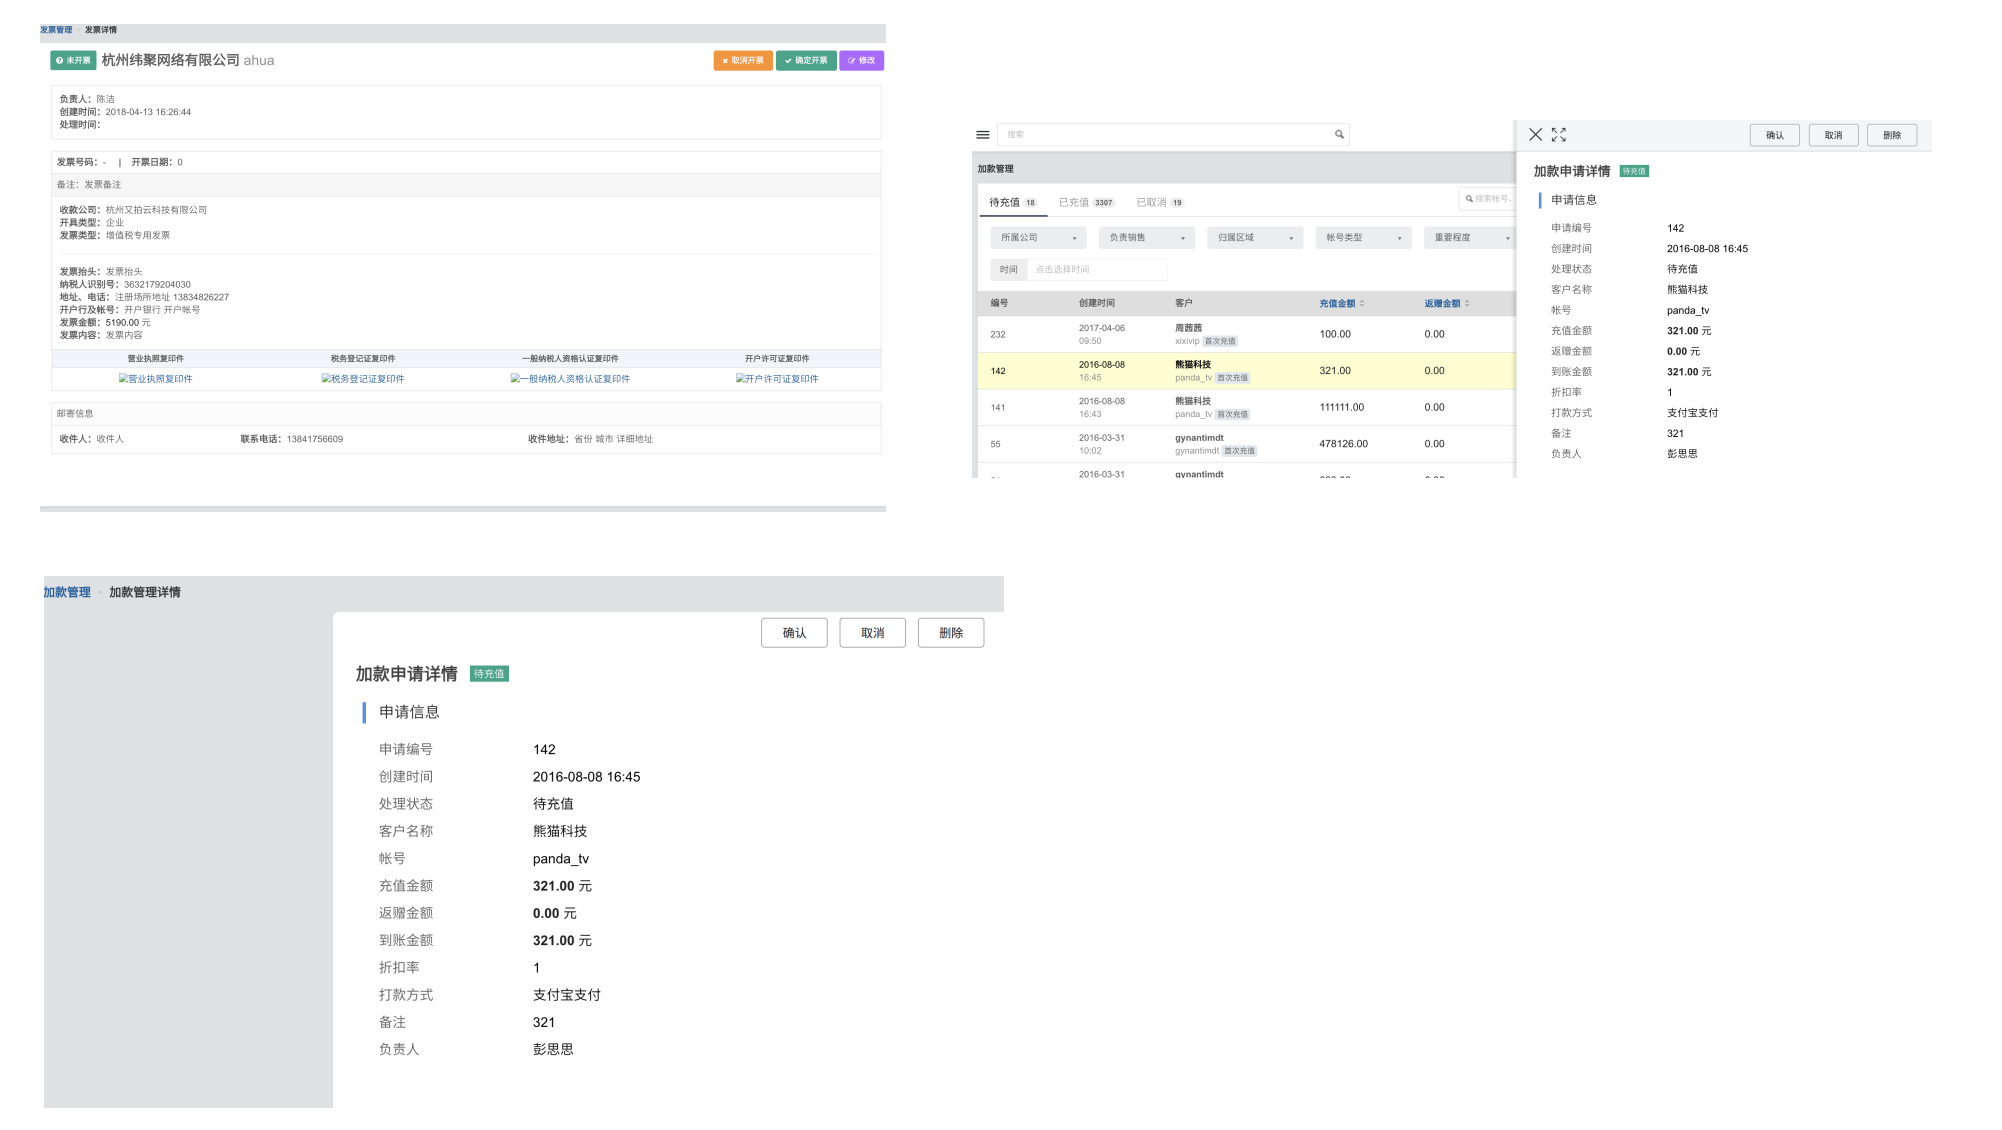 发票管理 发票详情
未开票 杭州纬聚网络有限公司 ahua
取消开票 确定开票 修改
负责人：陈洁
创建时间：2018-04-13 16:26:44
处理时间：
发票号码：- | 开票日期：0
备注：发票备注
收款公司：杭州又拍云科技有限公司
开具类型：企业
发票类型：增值税专用发票
发票抬头：发票抬头
纳税人识别号：3632179204030
地址、电话：注册场所地址 13834826227
开户行及帐号：开户银行 开户帐号
发票金额：5190.00 元
发票内容：发票内容
营业执照复印件 税务登记证复印件 一般纳税人资格认证复印件 开户许可证复印件
营业执照复印件 税务登记证复印件 一般纳税人资格认证复印件 开户许可证复印件
邮寄信息
收件人：收件人 联系电话：13841756609 收件地址：省份 城市 详细地址
搜索
加款管理
待充值 18 已充值 3307 已取消 19
搜索帐号、
所属公司 负责销售 归属区域 帐号类型 重要程度
时间 点击选择时间
编号 创建时间 客户 充值金额 返赠金额
232 2017-04-06 09:50 周茜茜 xixivip 首次充值 100.00 0.00
142 2016-08-08 16:45 熊猫科技 panda_tv 首次充值 321.00 0.00
141 2016-08-08 16:43 熊猫科技 panda_tv 首次充值 111111.00 0.00
55 2016-03-31 10:02 gynantimdt gynantimdt 首次充值 478126.00 0.00
2016-03-31 gynantimdt
确认 取消 删除
加款申请详情 待充值
申请信息
申请编号 142
创建时间 2016-08-08 16:45
处理状态 待充值
客户名称 熊猫科技
帐号 panda_tv
充值金额 321.00 元
返赠金额 0.00 元
到账金额 321.00 元
折扣率 1
打款方式 支付宝支付
备注 321
负责人 彭思思
加款管理 加款管理详情
确认 取消 删除
加款申请详情 待充值
申请信息
申请编号 142
创建时间 2016-08-08 16:45
处理状态 待充值
客户名称 熊猫科技
帐号 panda_tv
充值金额 321.00 元
返赠金额 0.00 元
到账金额 321.00 元
折扣率 1
打款方式 支付宝支付
备注 321
负责人 彭思思